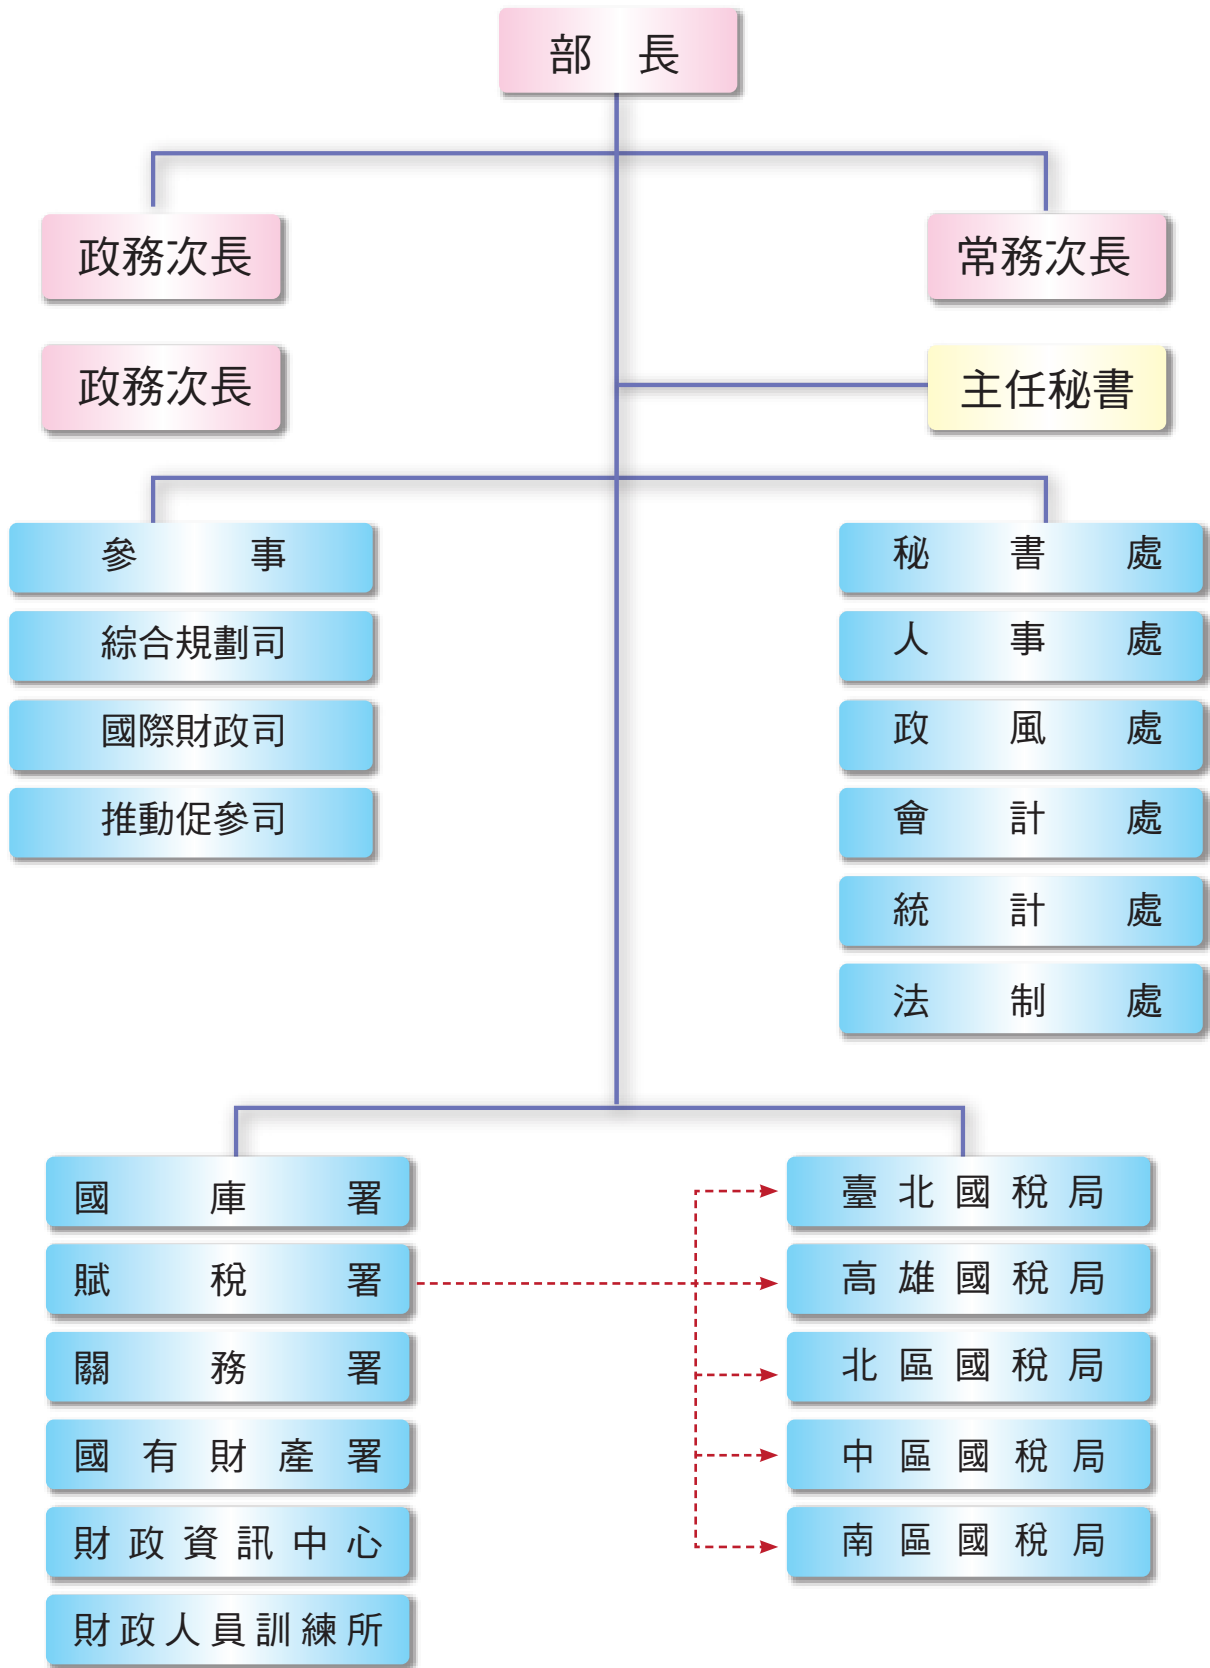 部長
政務次長
常務次長
政務次長
主任秘書
參事
綜合規劃司
國際財政司
推動促參司
秘書處
人事處
政風處
會計處
統計處
法制處
國庫署
賦稅署
關務署
國有財產署
財政資訊中心
財政人員訓練所
臺北國稅局
高雄國稅局
北區國稅局
中區國稅局
南區國稅局